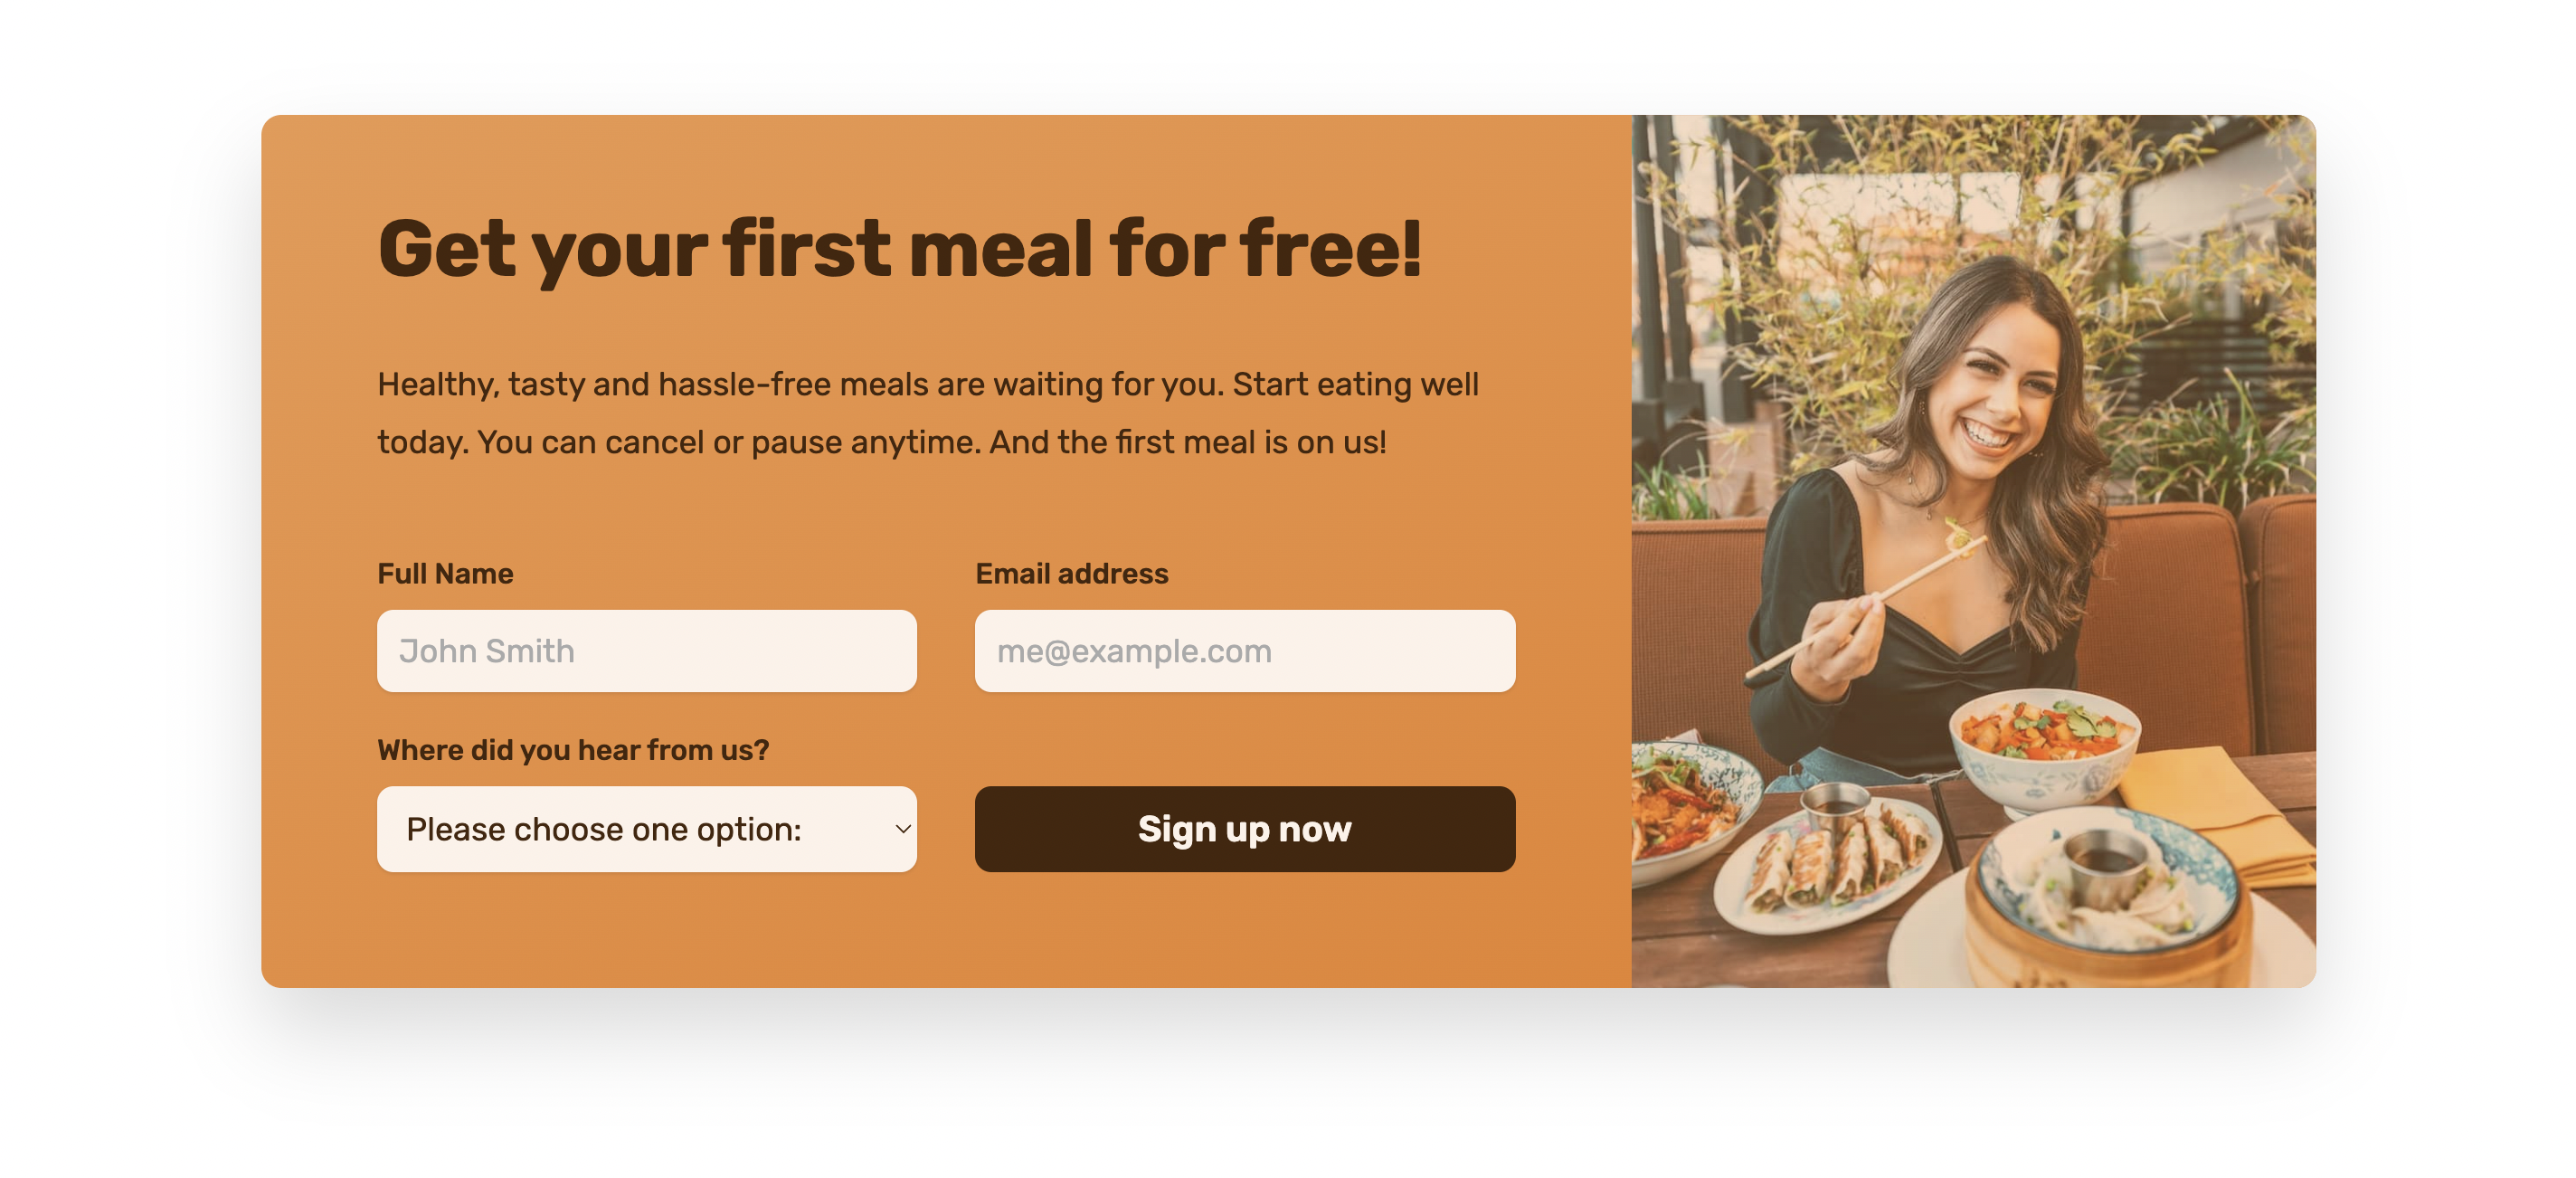 Get your first meal for free!
Healthy, tasty and hassle-free meals are waiting for you. Start eating well
today. You can cancel or pause anytime. And the first meal is on us!
Full Name
Email address
John Smith
me@example.com
Where did you hear from us?
Please choose one option:
Sign up now